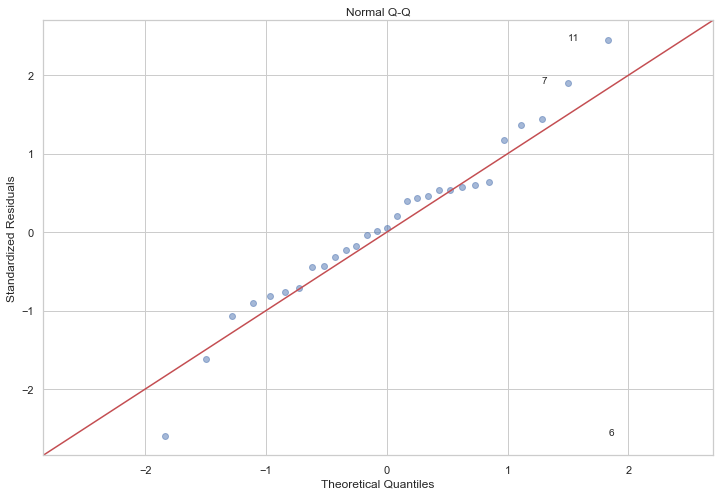 Normal Q-Q
11
7
2
1
0
−1
−2
6
Standardized Residuals
−2 −1 0 1 2
Theoretical Quantiles